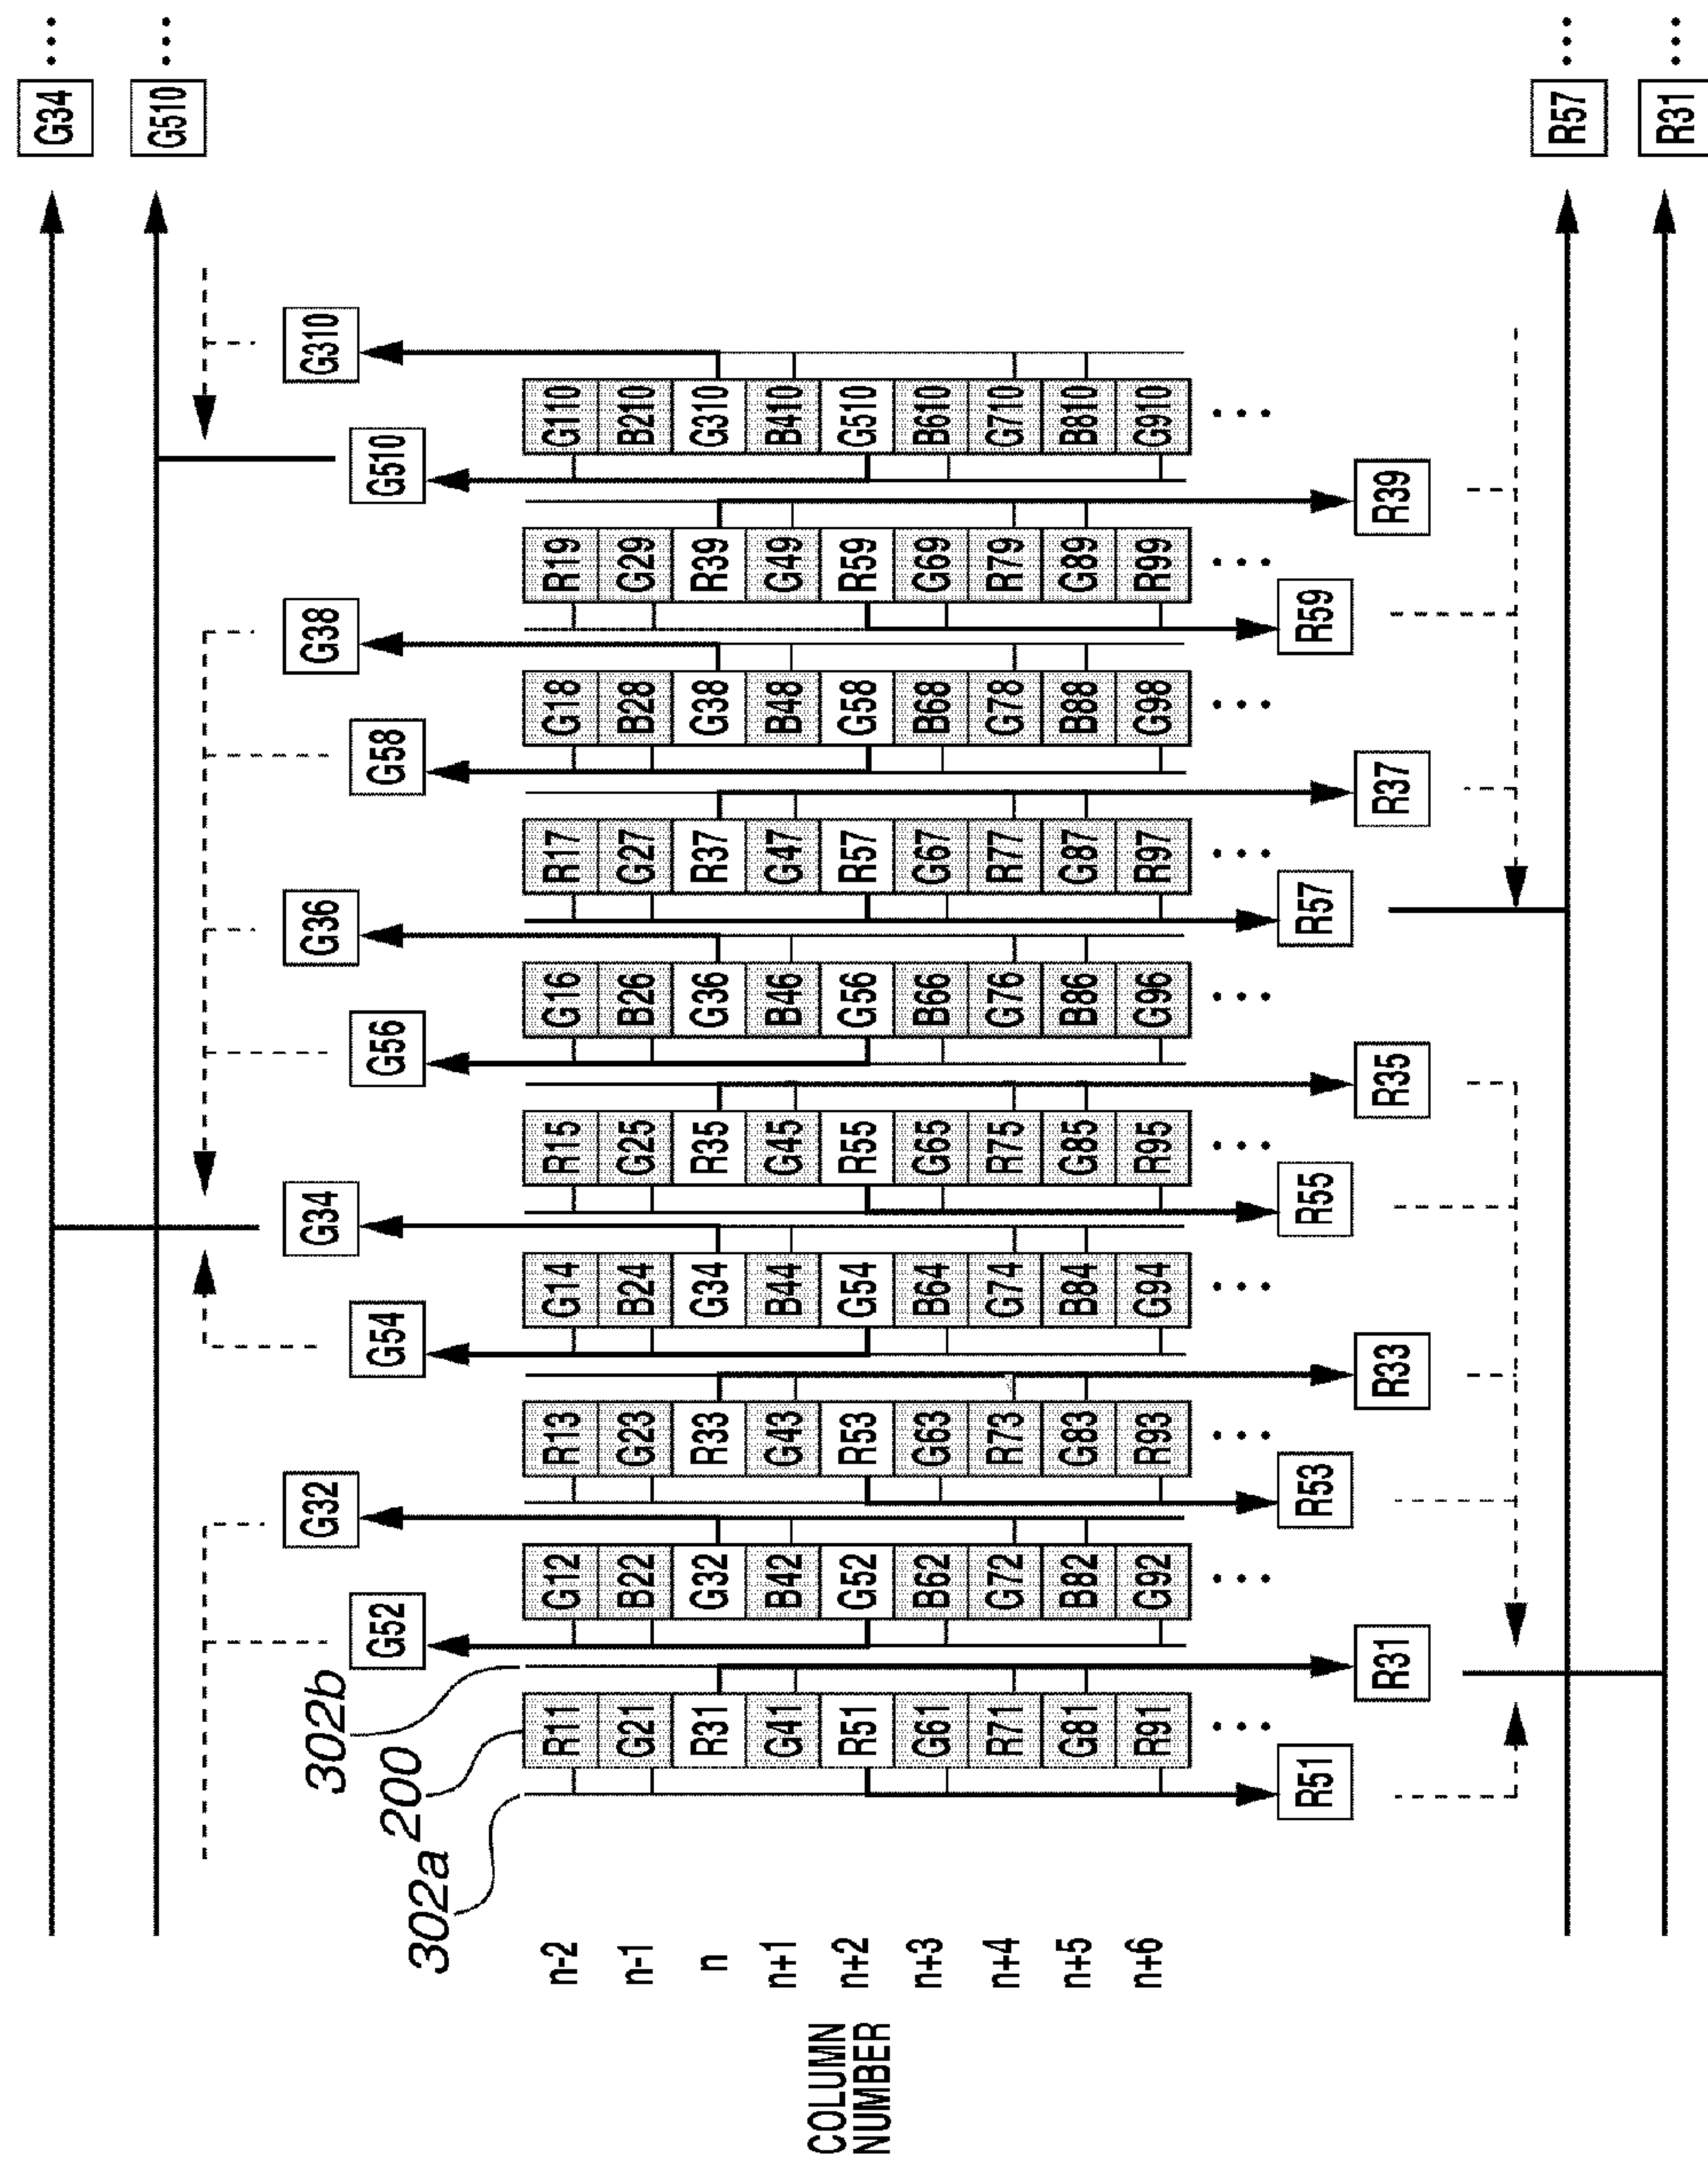 G34 ...
G510 ...
302b G32 G34 G36 G38 G310
200 G52 G54 G56 G58 G510
302a
n-2 R11 G12 R13 G14 R15 G16 R17 G18 R19 G110
n-1 G21 B22 G23 B24 G25 B26 G27 B28 G29 B210
n R31 G32 R33 G34 R35 G36 R37 G38 R39 G310
n+1 G41 B42 G43 B44 G45 B46 G47 B48 G49 B410
COLUMN
NUMBER
n+2 R51 G52 R53 G54 R55 G56 R57 G58 R59 G510
n+3 G61 B62 G63 B64 G65 B66 G67 B68 G69 B610
n+4 R71 G72 R73 G74 R75 G76 R77 G78 R79 G710
n+5 G81 B82 G83 B84 G85 B86 G87 B88 G89 B810
n+6 R91 G92 R93 G94 R95 G96 R97 G98 R99 G910
R51 R53 R55 R57 R59
R31 R33 R35 R37 R39
R57 ...
R31 ...